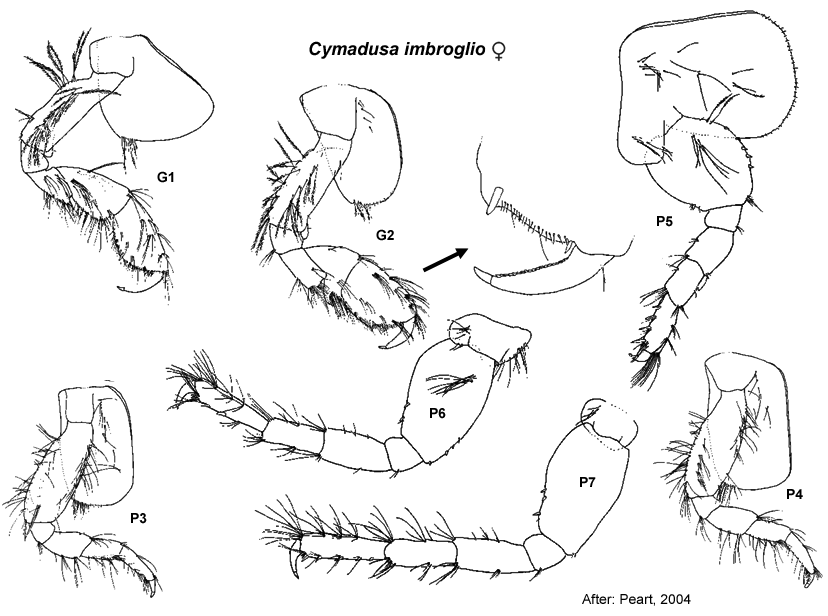 Cymadusa imbroglio ♀
G1
G2
P5
P6
P7
P3
P4
After: Peart, 2004